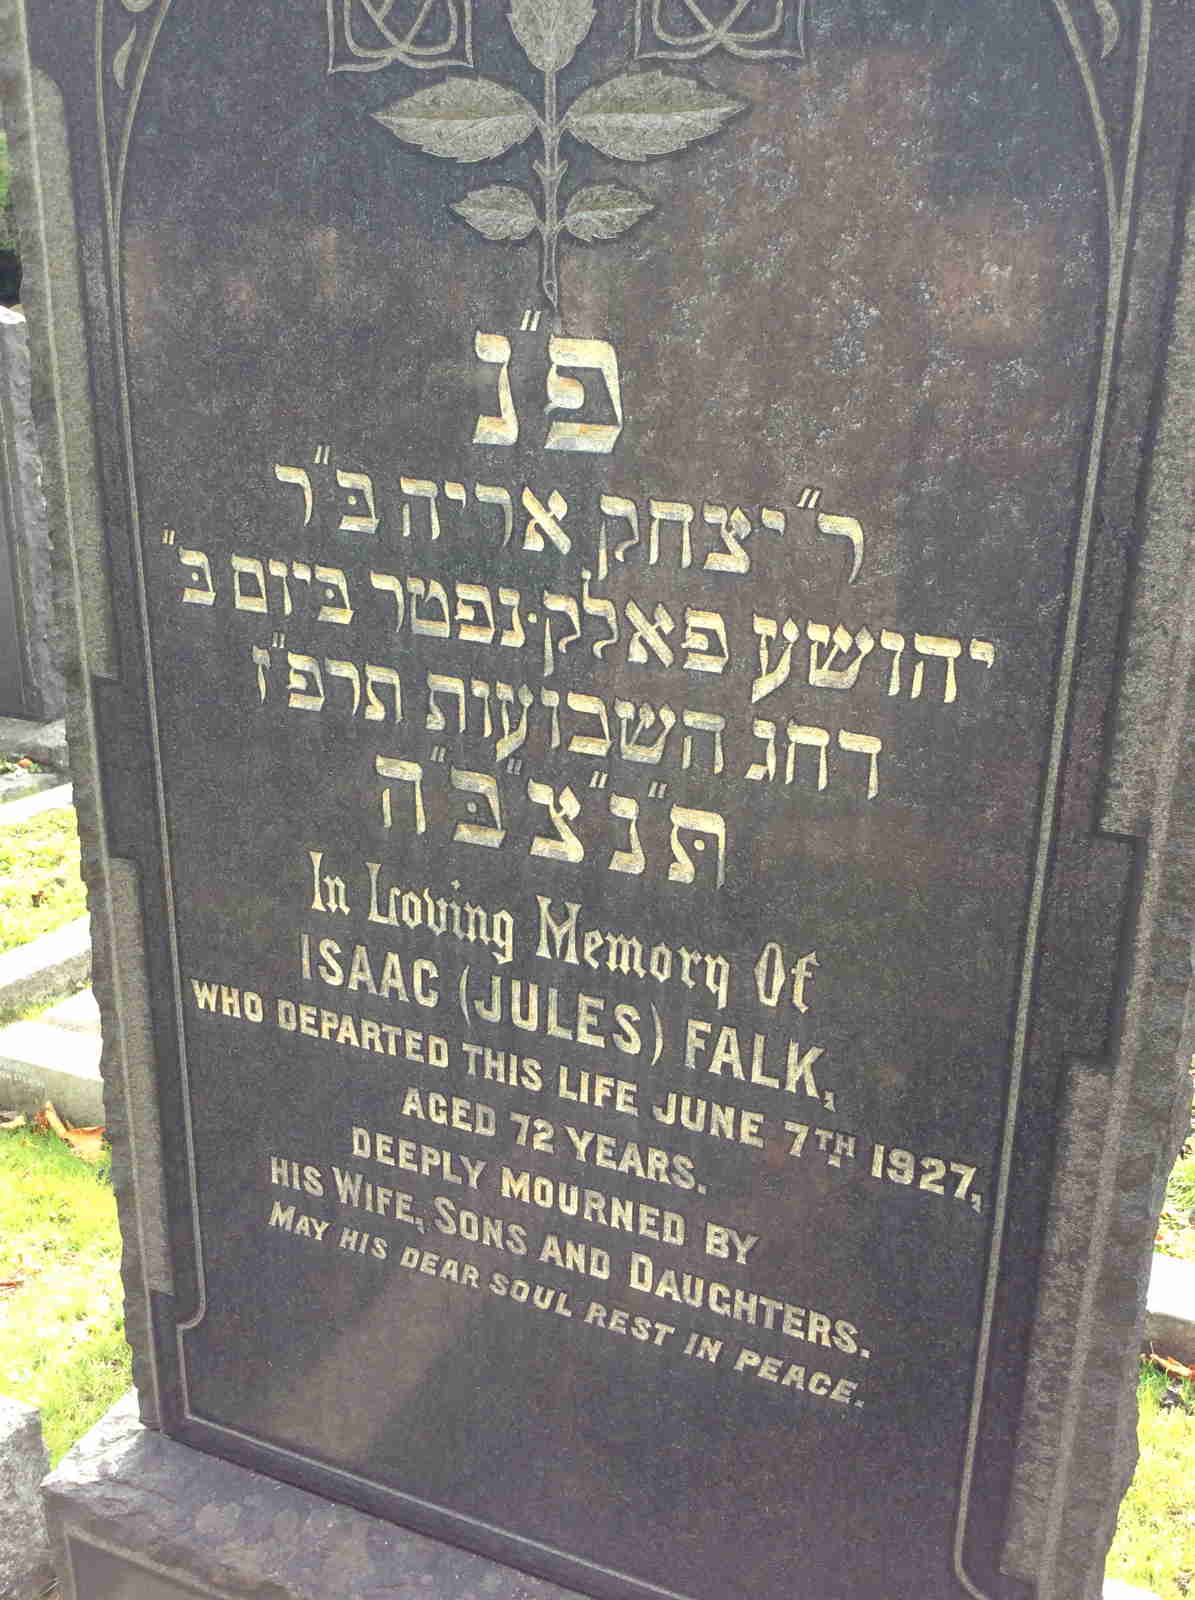 פ״נ
ר״ יצחק אריה בּ״ר
יהושע פאלק·נפטר בּיום בּ״
דחג השבועות תרפ״ז
תּ״נ״צ״בּ״ה
In Loving Memory Of
ISAAC (JULES) FALK,
WHO DEPARTED THIS LIFE JUNE 7TH 1927,
AGED 72 YEARS.
DEEPLY MOURNED BY
HIS WIFE, SONS AND DAUGHTERS.
MAY HIS DEAR SOUL REST IN PEACE.